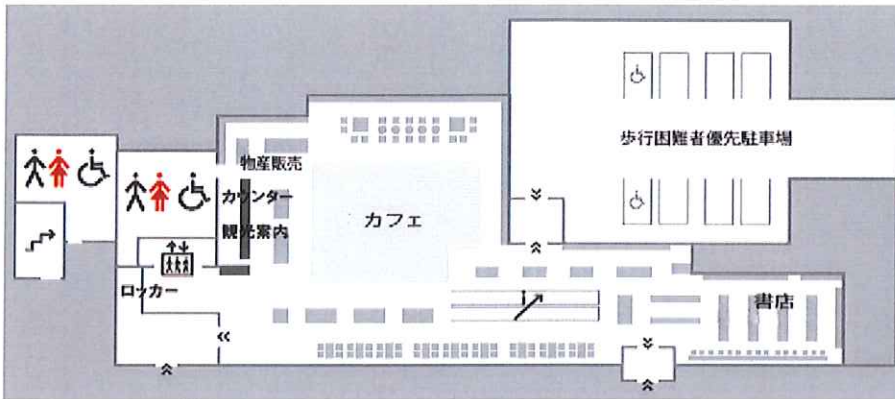 歩行困難者優先駐車場
物産販売
カウンター
観光案内
カフェ
ロッカー
書店